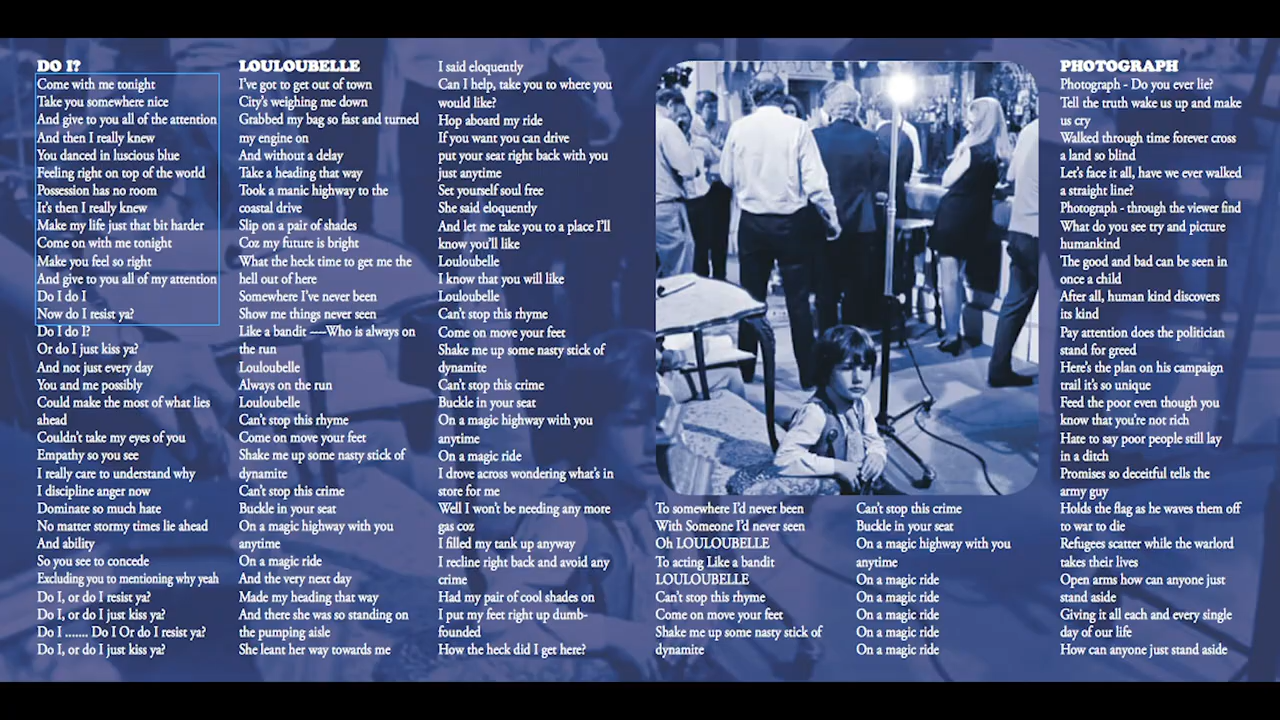 DO I?
Come with me tonight
Take you somewhere nice
And give to you all of the attention
And then I really knew
You danced in luscious blue
Feeling right on top of the world
Possession has no room
It's then I really knew
Make my life just that bit harder
Come on with me tonight
Make you feel so right
And give to you all of my attention
Do I do I
Now do I resist ya?
Do I do I?
Or do I just kiss ya?
And not just every day
You and me possibly
Could make the most of what lies
ahead
Couldn't take my eyes of you
Empathy so you see
I really care to understand why
I discipline anger now
Dominate so much hate
No matter stormy times lie ahead
And ability
So you see to concede
Excluding you to mentioning why yeah
Do I, or do I resist ya?
Do I, or do I just kiss ya?
Do I ....... Do I Or do I resist ya?
Do I, or do I just kiss ya?
LOULOUBELLE
I've got to get out of town
City's weighing me down
Grabbed my bag so fast and turned
my engine on
And without a delay
Take a heading that way
Took a manic highway to the
coastal drive
Slip on a pair of shades
Coz my future is bright
What the heck time to get me the
hell out of here
Somewhere I've never been
Show me things never seen
Like a bandit —-Who is always on
the run
Louloubelle
Always on the run
Louloubelle
Can't stop this rhyme
Come on move your feet
Shake me up some nasty stick of
dynamite
Can't stop this crime
Buckle in your seat
On a magic highway with you
anytime
On a magic ride
And the very next day
Made my heading that way
And there she was so standing on
the pumping aisle
She leant her way towards me
I said eloquently
Can I help, take you to where you
would like?
Hop aboard my ride
If you want you can drive
put your seat right back with you
just anytime
Set yourself soul free
She said eloquently
And let me take you to a place I'll
know you'll like
Louloubelle
I know that you will like
Louloubelle
Can't stop this rhyme
Come on move your feet
Shake me up some nasty stick of
dynamite
Can't stop this crime
Buckle in your seat
On a magic highway with you
anytime
On a magic ride
I drove across wondering what's in
store for me
Well I won't be needing any more
gas coz
I filled my tank up anyway
I recline right back and avoid any
crime
Had my pair of cool shades on
I put my feet right up dumb-
founded
How the heck did I get here?
To somewhere I'd never been
With Someone I'd never seen
Oh LOULOUBELLE
To acting Like a bandit
LOULOUBELLE
Can't stop this rhyme
Come on move your feet
Shake me up some nasty stick of
dynamite
Can't stop this crime
Buckle in your seat
On a magic highway with you
anytime
On a magic ride
On a magic ride
On a magic ride
On a magic ride
On a magic ride
PHOTOGRAPH
Photograph - Do you ever lie?
Tell the truth wake us up and make
us cry
Walked through time forever cross
a land so blind
Let's face it all, have we ever walked
a straight line?
Photograph - through the viewer find
What do you see try and picture
humankind
The good and bad can be seen in
once a child
After all, human kind discovers
its kind
Pay attention does the politician
stand for greed
Here's the plan on his campaign
trail it's so unique
Feed the poor even though you
know that you're not rich
Hate to say poor people still lay
in a ditch
Promises so deceitful tells the
army guy
Holds the flag as he waves them off
to war to die
Refugees scatter while the warlord
takes their lives
Open arms how can anyone just
stand aside
Giving it all each and every single
day of our life
How can anyone just stand aside